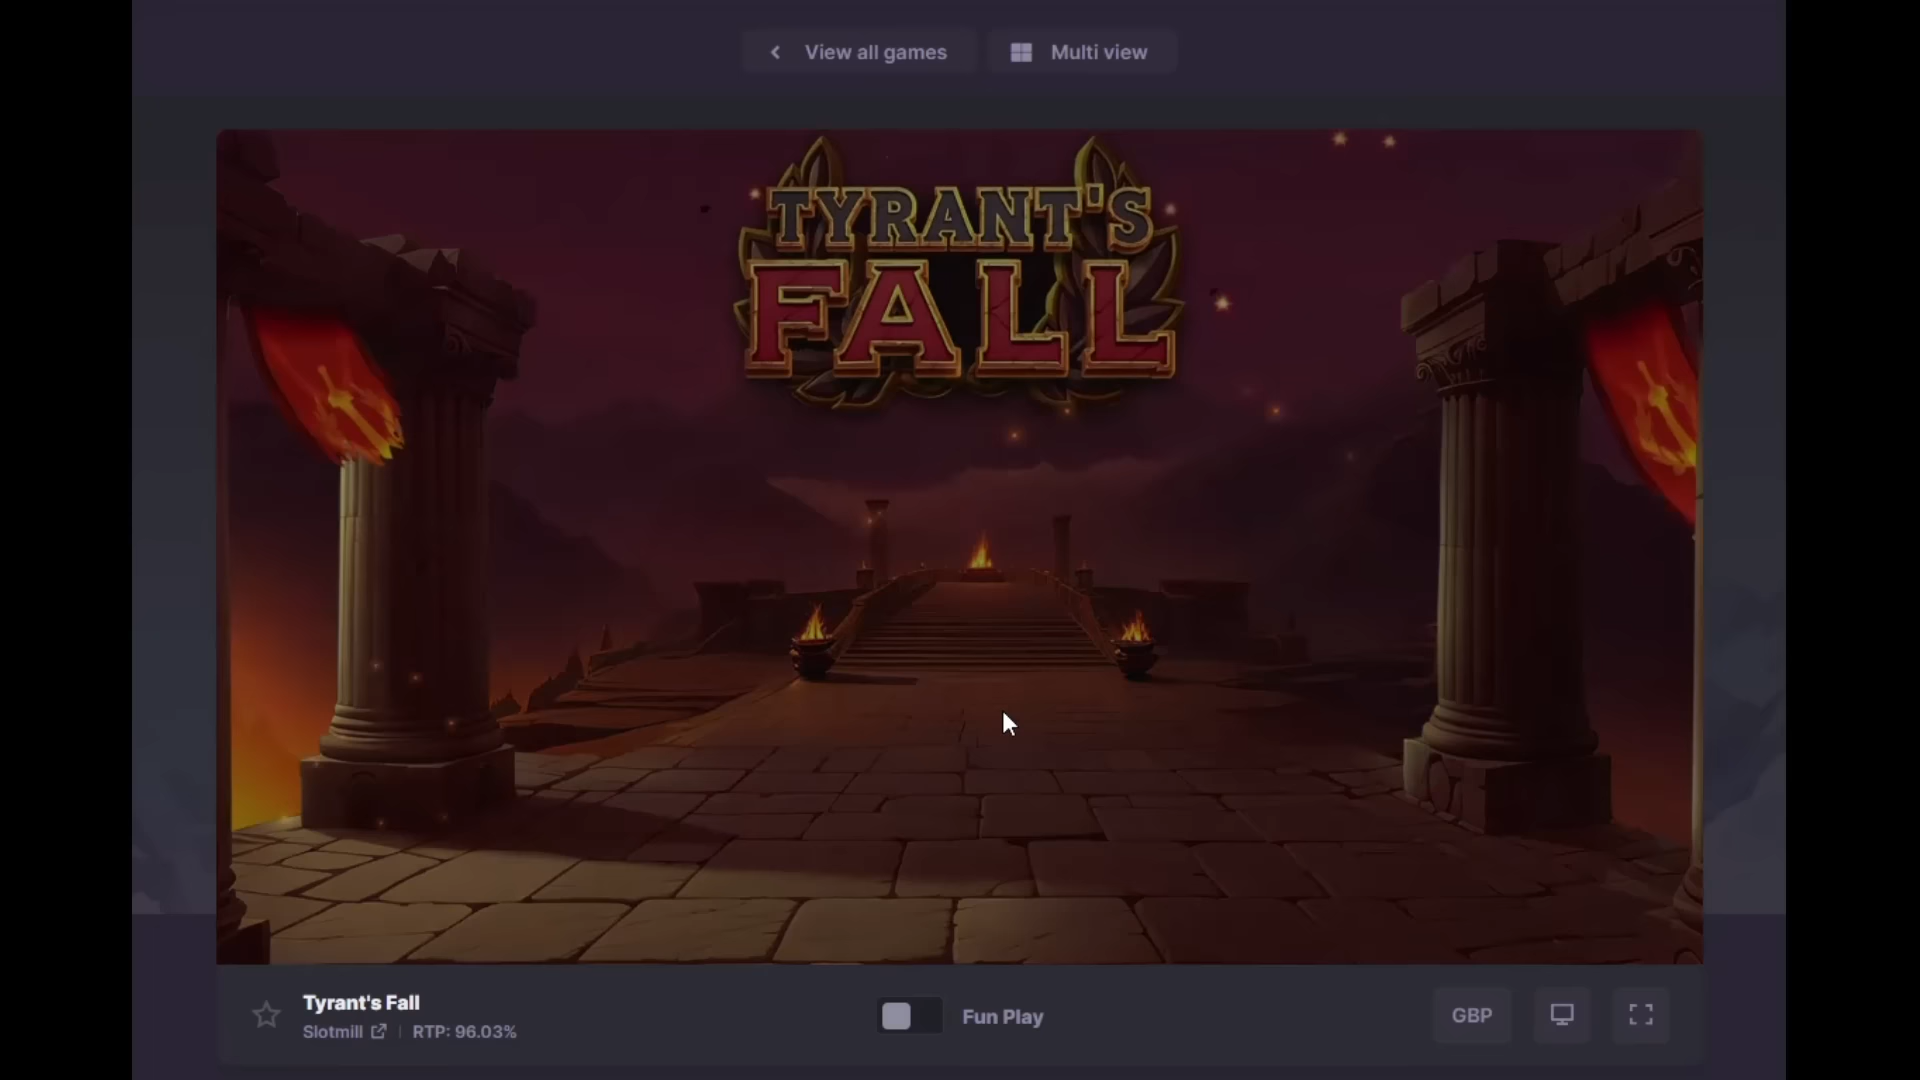 View all games
Multi view
TYRANT'S
FALL
Tyrant's Fall
Slotmill | RTP: 96.03%
Fun Play
GBP